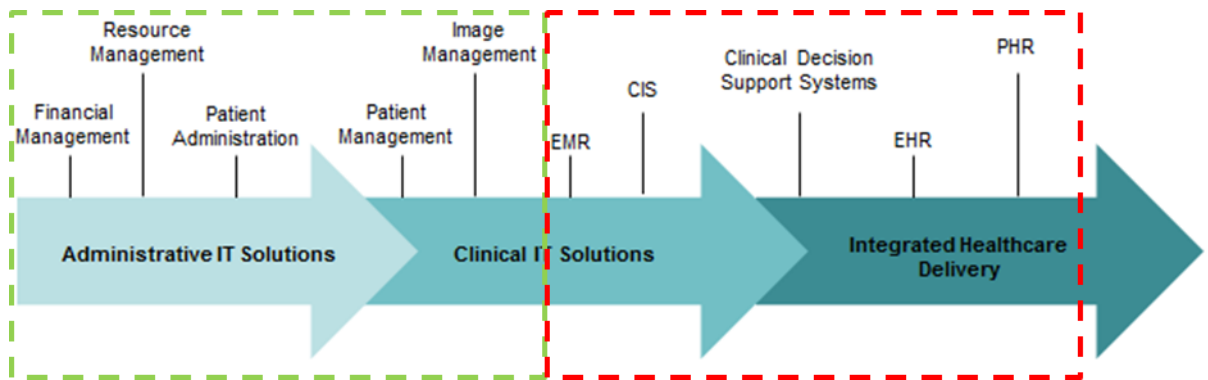 Financial
Management
Resource
Management
Patient
Administration
Patient
Management
Image
Management
EMR
CIS
Clinical Decision
Support Systems
EHR
PHR
Administrative IT Solutions
Clinical IT Solutions
Integrated Healthcare
Delivery